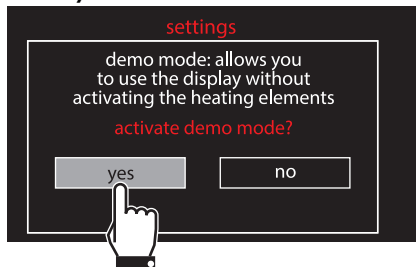 settings
demo mode: allows you
to use the display without
activating the heating elements
activate demo mode?
yes
no